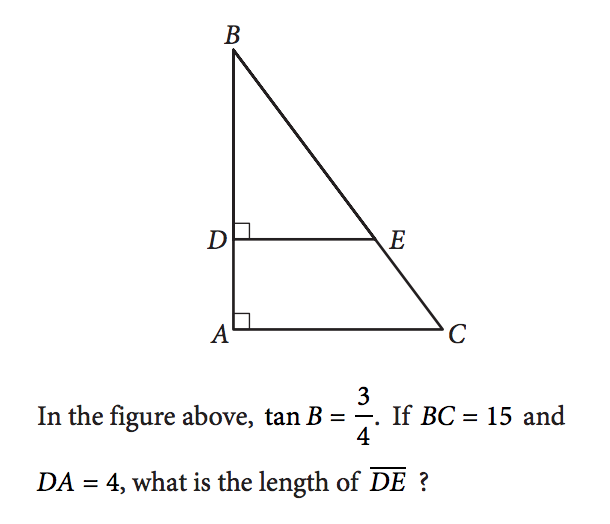 B
D
E
A
C
In the figure above, tan B = 3/4. If BC = 15 and
DA = 4, what is the length of \overline{DE} ?